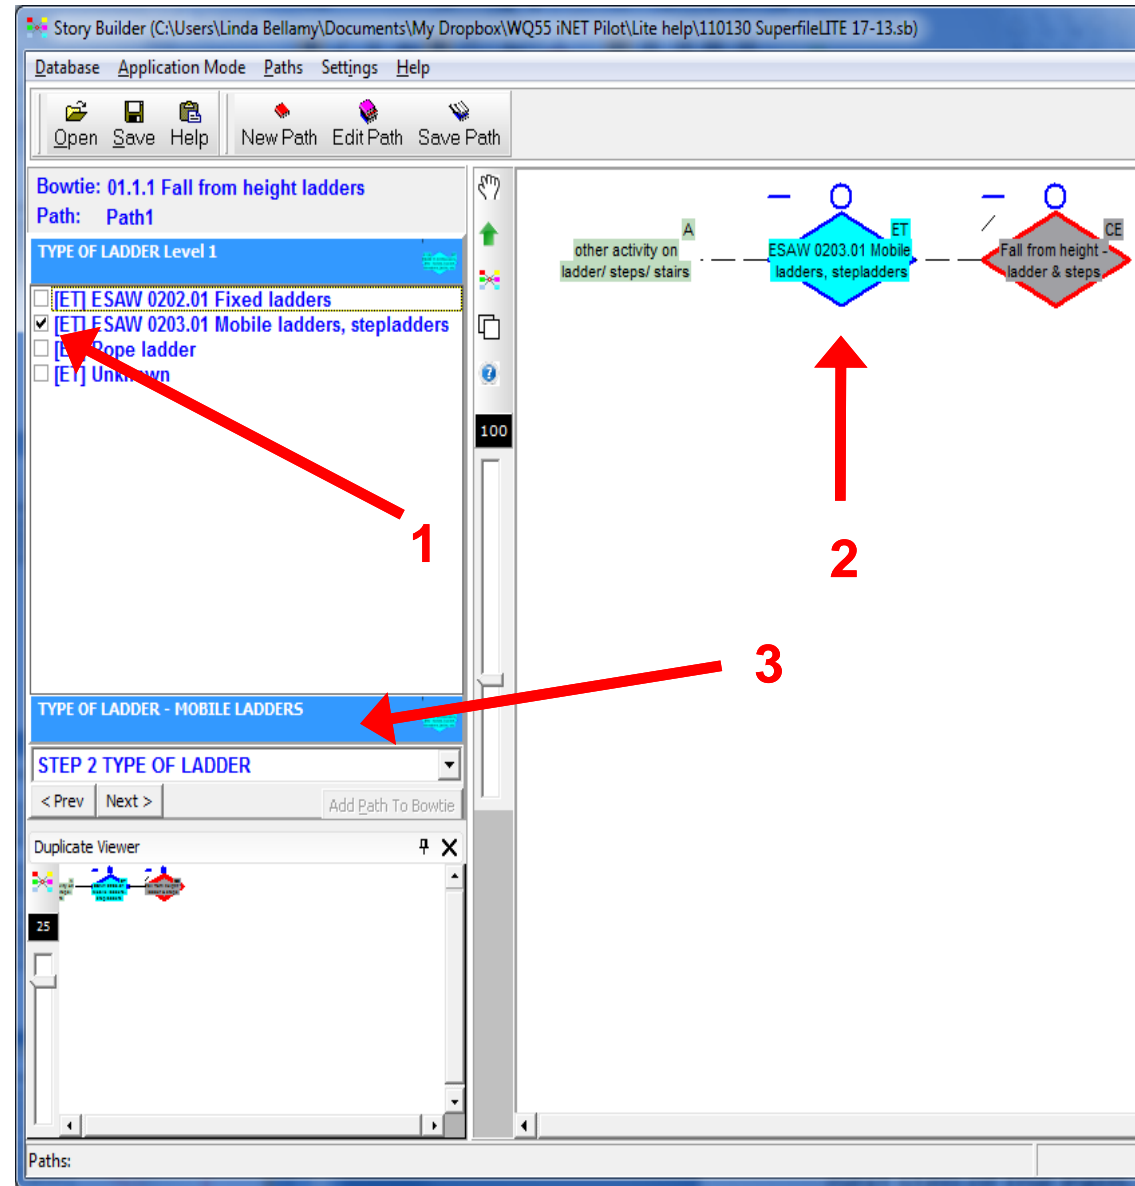 Story Builder (C:\Users\Linda Bellamy\Documents\My Dropbox\WQ55 iNET Pilot\Lite help\110130 SuperfileLITE 17-13.sb)
Database Application Mode Paths Settings Help
Open Save Help New Path Edit Path Save Path
Bowtie: 01.1.1 Fall from height ladders
Path: Path1
TYPE OF LADDER Level 1
[ET] ESAW 0202.01 Fixed ladders
[ET] ESAW 0203.01 Mobile ladders, stepladders
Rope ladder
[ET] Unknown
1
TYPE OF LADDER - MOBILE LADDERS
STEP 2 TYPE OF LADDER
< Prev Next > Add Path To Bowtie
Duplicate Viewer
25
100
A
other activity on
ladder/ steps/ stairs
ET
ESAW 0203.01 Mobile
ladders, stepladders
CE
Fall from height -
ladder & steps
2
3
Paths: